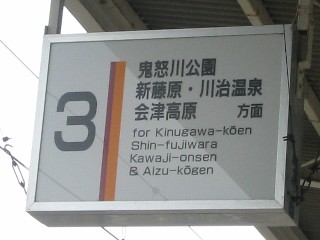 3
鬼怒川公園
新藤原・川治温泉
会津高原 方面
for Kinugawa-kōen
Shin-fujiwara
Kawaji-onsen
& Aizu-kōgen